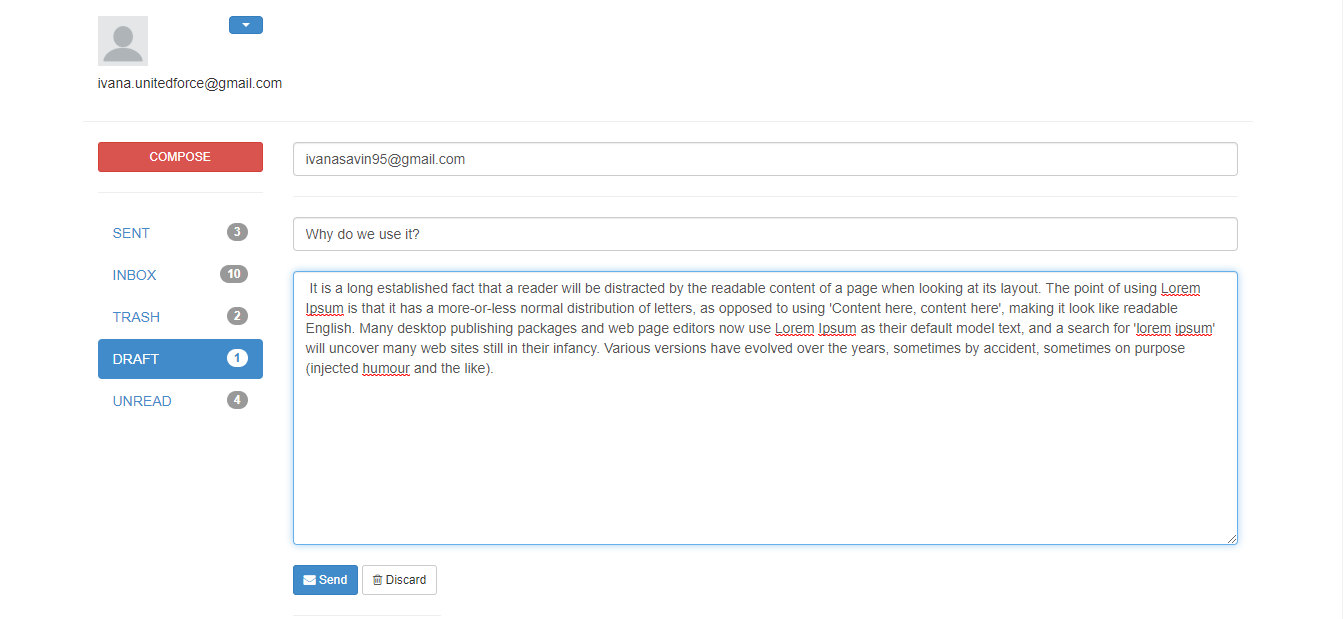 ivana.unitedforce@gmail.com
COMPOSE
SENT 3
INBOX 10
TRASH 2
DRAFT 1
UNREAD 4
ivanasavin95@gmail.com
Why do we use it?
It is a long established fact that a reader will be distracted by the readable content of a page when looking at its layout. The point of using Lorem
Ipsum is that it has a more-or-less normal distribution of letters, as opposed to using 'Content here, content here', making it look like readable
English. Many desktop publishing packages and web page editors now use Lorem Ipsum as their default model text, and a search for 'lorem ipsum'
will uncover many web sites still in their infancy. Various versions have evolved over the years, sometimes by accident, sometimes on purpose
(injected humour and the like).
Send Discard